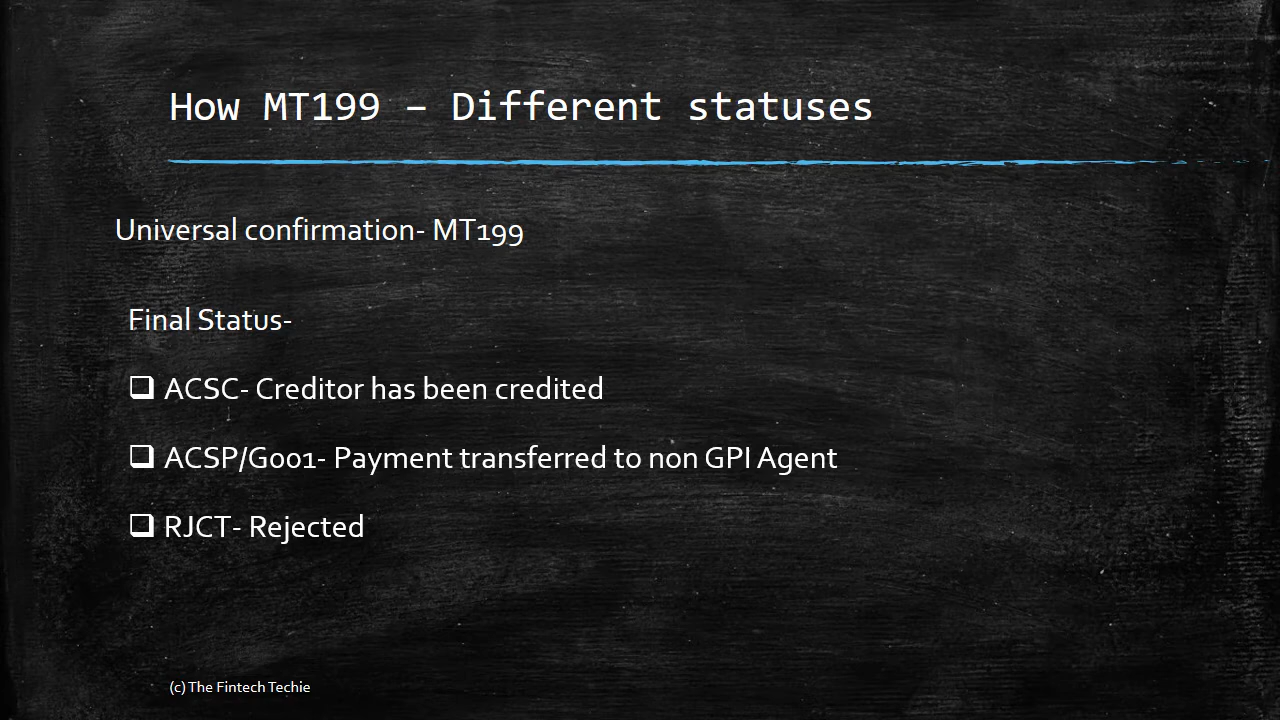 How MT199 – Different statuses
Universal confirmation- MT199
Final Status-
❑ ACSC- Creditor has been credited
❑ ACSP/G001- Payment transferred to non GPI Agent
❑ RJCT- Rejected
(c) The Fintech Techie